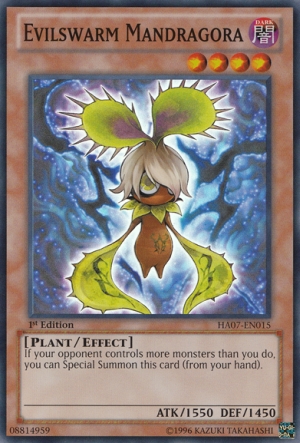 EVILSWARM MANDRAGORA
DARK
闇
1st Edition
HA07-EN015
[PLANT / EFFECT]
If your opponent controls more monsters than you do,
you can Special Summon this card (from your hand).
ATK/1550 DEF/1450
08814959
©1996 KAZUKI TAKAHASHI